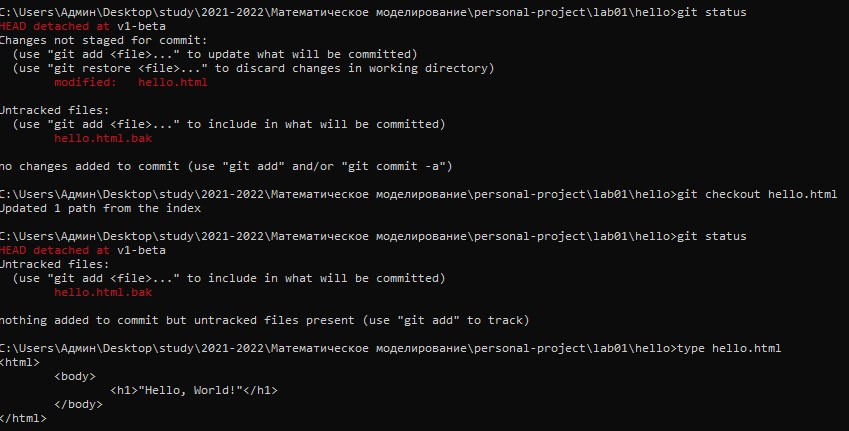 C:\Users\Админ\Desktop\study\2021-2022\Математическое моделирование\personal-project\lab01\hello>git status
HEAD detached at v1-beta
Changes not staged for commit:
  (use "git add <file>..." to update what will be committed)
  (use "git restore <file>..." to discard changes in working directory)
        modified:   hello.html

Untracked files:
  (use "git add <file>..." to include in what will be committed)
        hello.html.bak

no changes added to commit (use "git add" and/or "git commit -a")

C:\Users\Админ\Desktop\study\2021-2022\Математическое моделирование\personal-project\lab01\hello>git checkout hello.html
Updated 1 path from the index

C:\Users\Админ\Desktop\study\2021-2022\Математическое моделирование\personal-project\lab01\hello>git status
HEAD detached at v1-beta
Untracked files:
  (use "git add <file>..." to include in what will be committed)
        hello.html.bak

nothing added to commit but untracked files present (use "git add" to track)

C:\Users\Админ\Desktop\study\2021-2022\Математическое моделирование\personal-project\lab01\hello>type hello.html
<html>
        <body>
                <h1>"Hello, World!"</h1>
        </body>
</html>